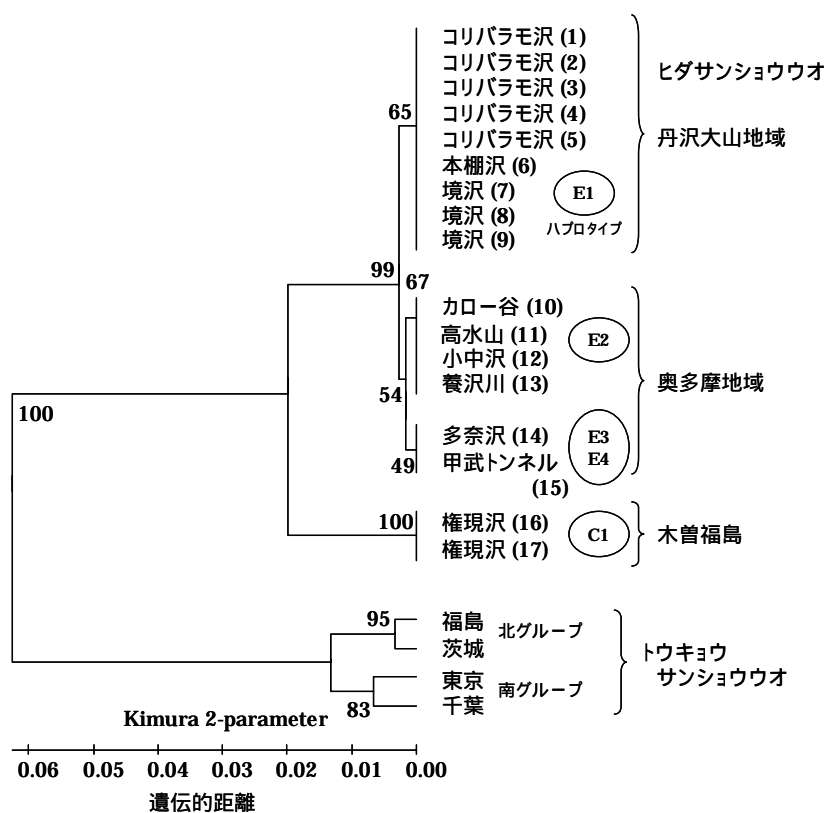 コリバラモ沢 (1)
コリバラモ沢 (2)
コリバラモ沢 (3)
コリバラモ沢 (4)
コリバラモ沢 (5)
本棚沢 (6)
境沢 (7)
境沢 (8)
境沢 (9)
E1
ハプロタイプ
ヒダサンショウウオ
丹沢大山地域
65
99
67
カロー谷 (10)
高水山 (11)
小中沢 (12)
養沢川 (13)
E2
奥多摩地域
54
100
多奈沢 (14)
甲武トンネル
(15)
E3
E4
49
100
権現沢 (16)
権現沢 (17)
C1
木曽福島
95
福島
茨城
北グループ
東京
千葉
南グループ
トウキョウ
サンショウウオ
83
Kimura 2-parameter
0.06 0.05 0.04 0.03 0.02 0.01 0.00
遺伝的距離